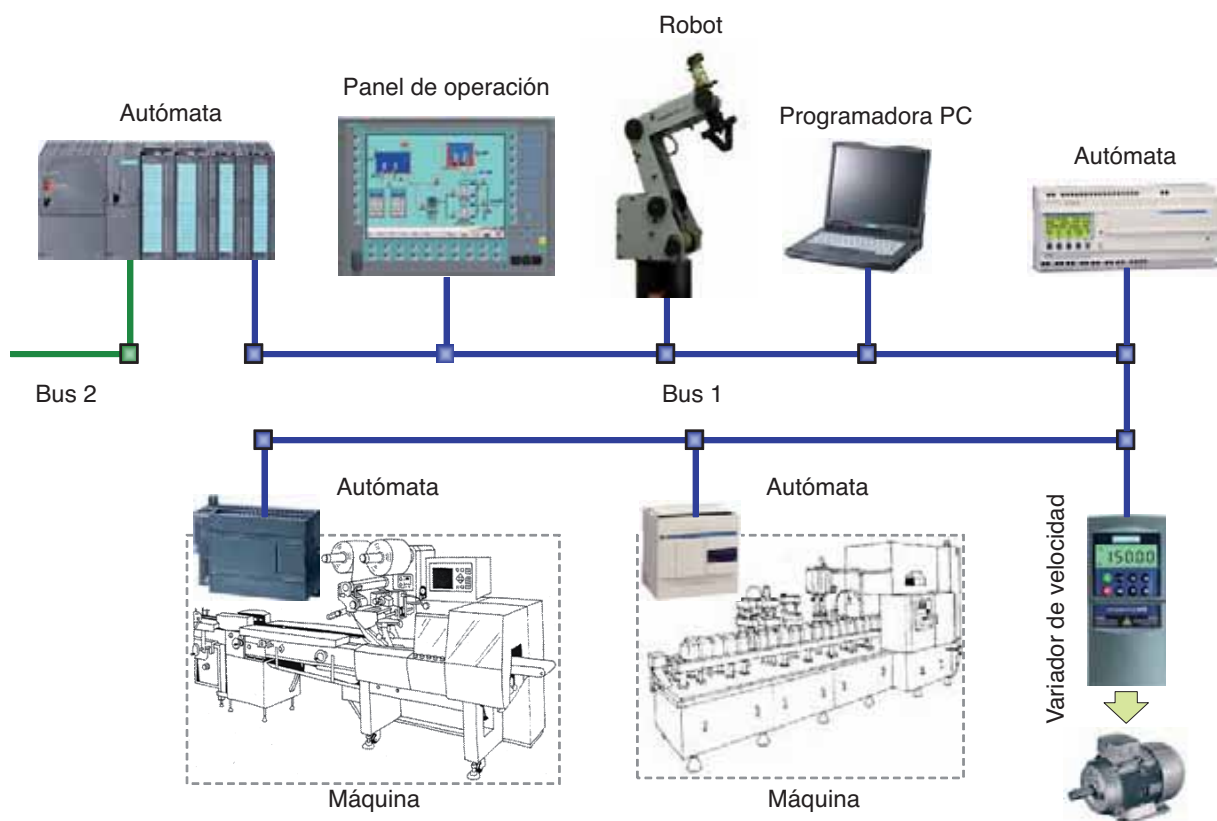 Robot
Panel de operación
Autómata
Programadora PC
Autómata
Bus 2
Bus 1
Autómata
Autómata
Variador de velocidad
150.00
Máquina
Máquina